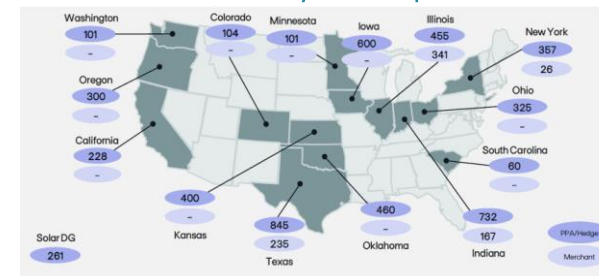 Washington
101
–
Colorado
104
–
Minnesota
101
–
Iowa
600
–
Illinois
455
341
New York
357
26
Oregon
300
–
Ohio
325
–
California
228
–
South Carolina
60
–
400
–
Kansas
845
235
Texas
460
–
Oklahoma
732
167
Indiana
Solar DG
261
PPA/Hedge
Merchant